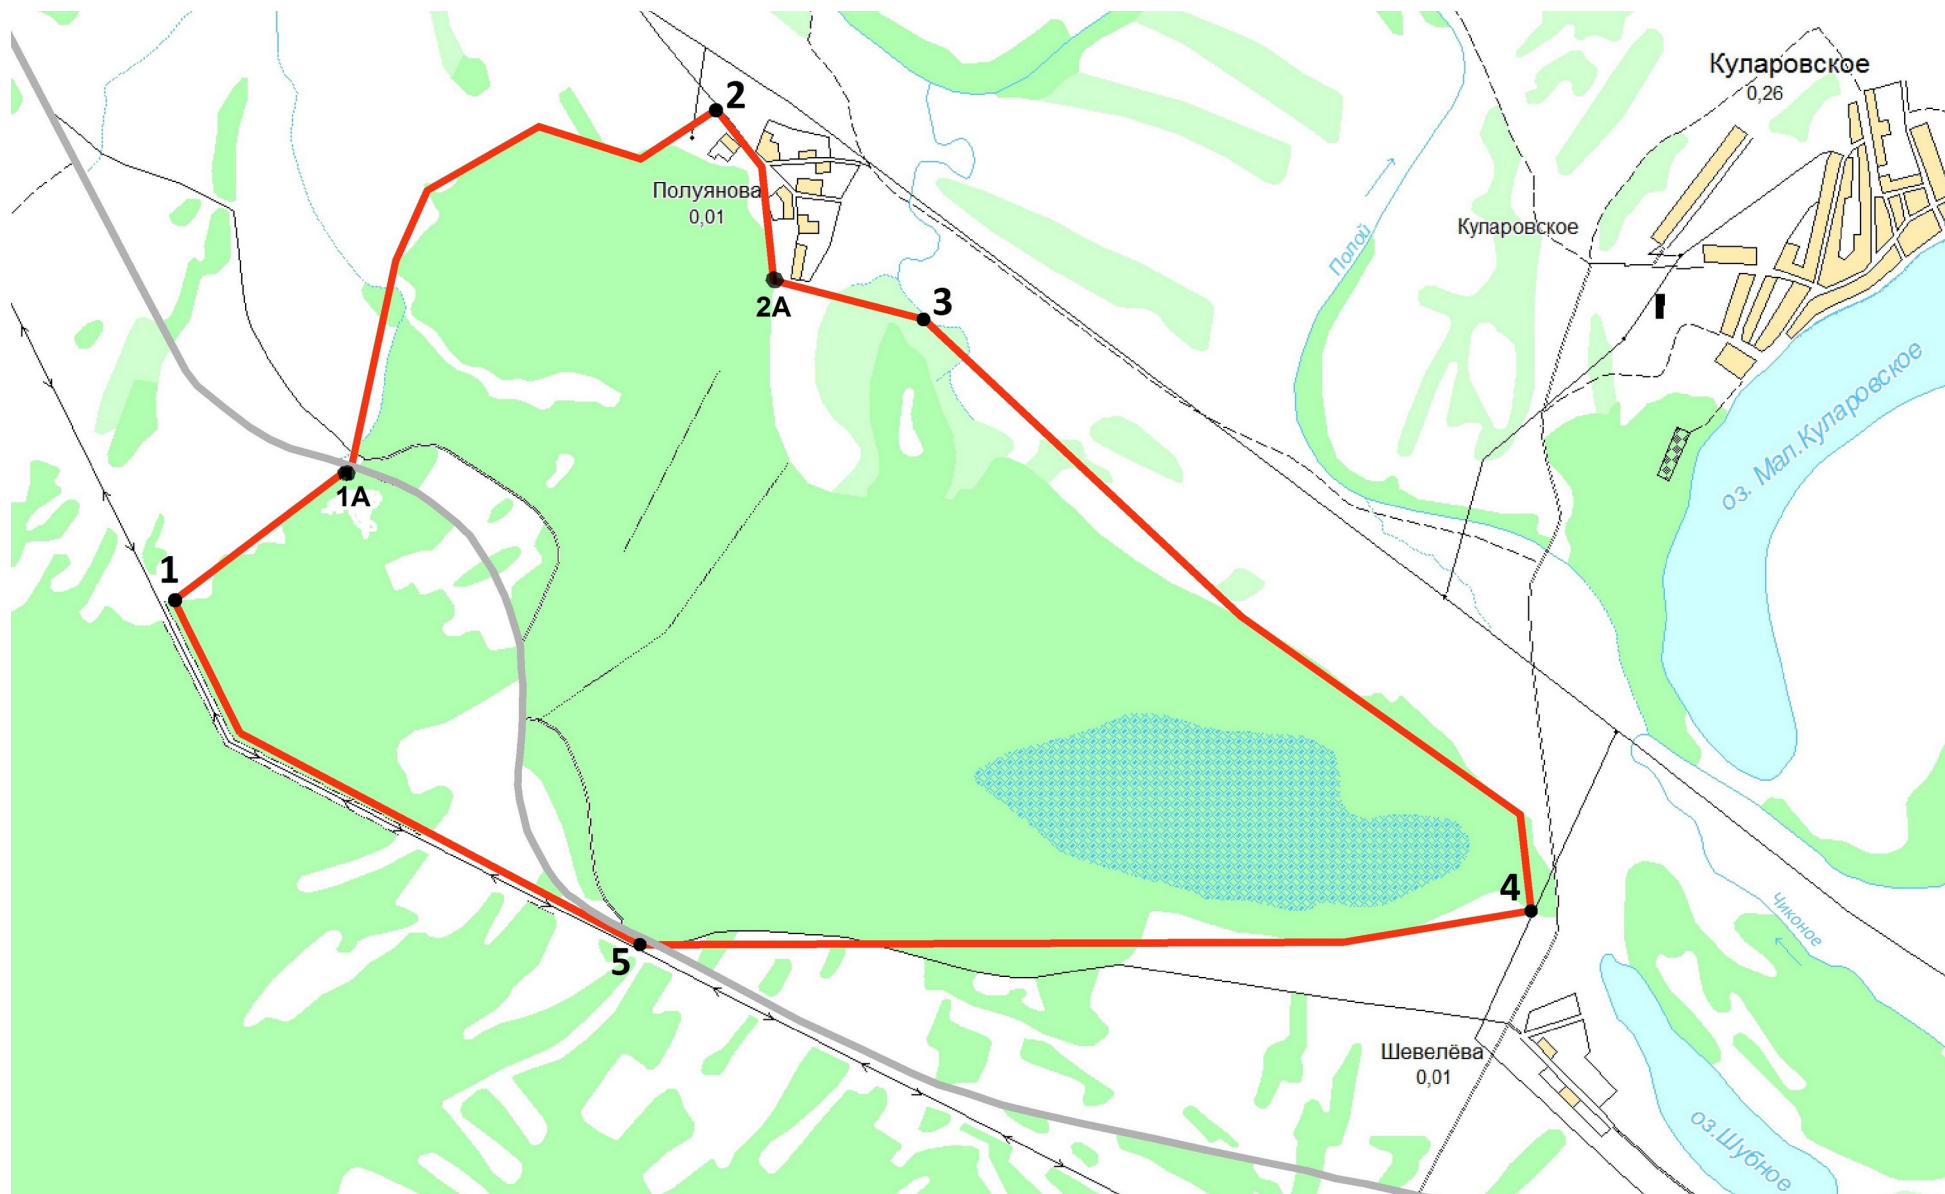 Куларовское
0,26
2
Полуянова
0,01
Полой
Куларовское
2А
3
оз. Мал.Куларовское
1А
1
4
5
Чиконое
Шевелёва
0,01
оз.Шубное